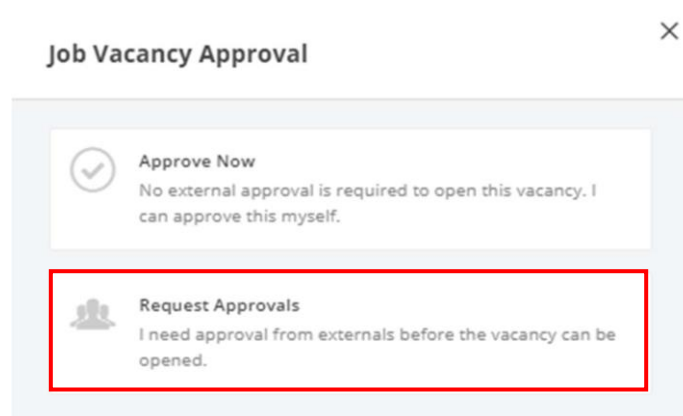 Job Vacancy Approval
Approve Now
No external approval is required to open this vacancy. I
can approve this myself.
Request Approvals
I need approval from externals before the vacancy can be
opened.